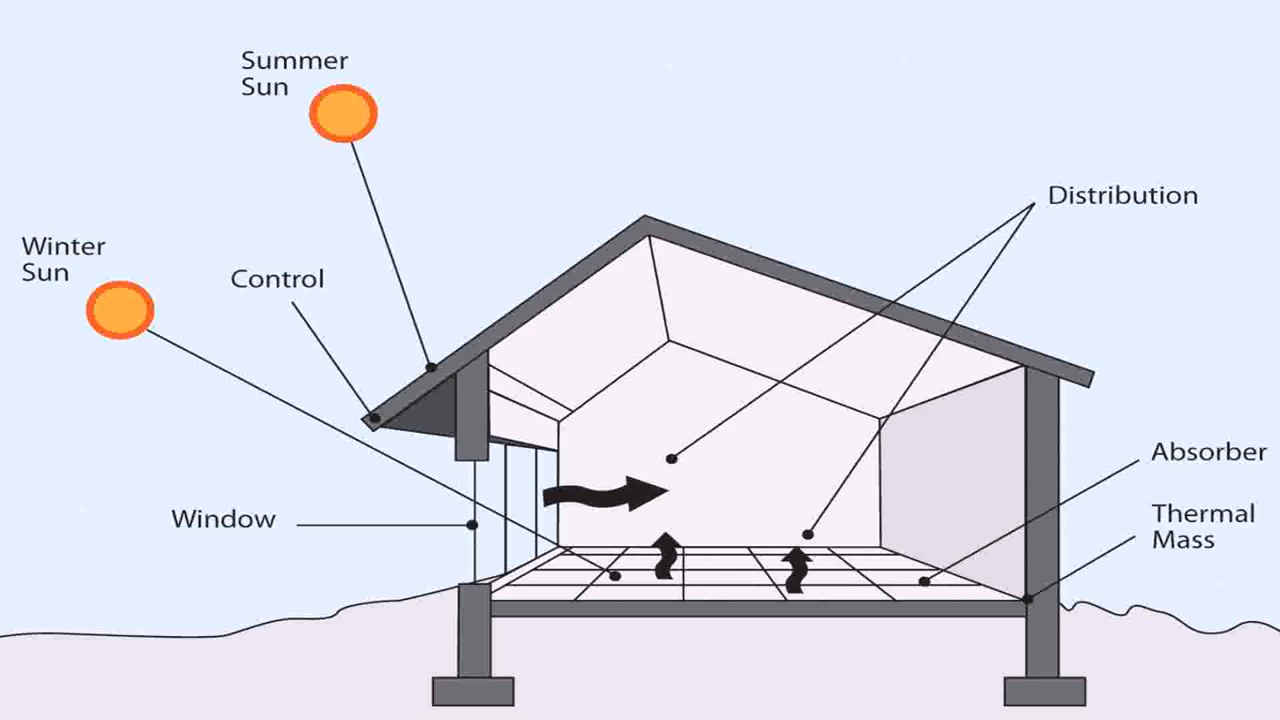 Summer
Sun
Distribution
Winter
Sun
Control
Absorber
Window
Thermal
Mass